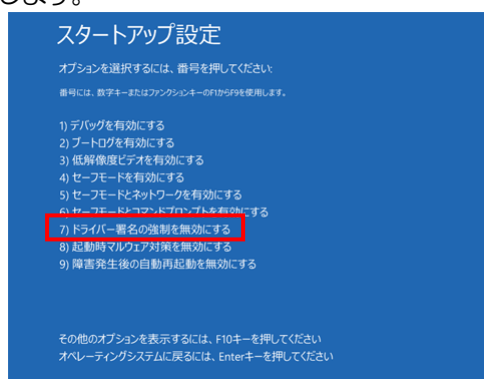 します。
スタートアップ設定
オプションを選択するには、番号を押してください:
番号には、数字キーまたはファンクションキーのF1からF9を使用します。
1) デバッグを有効にする
2) ブートログを有効にする
3) 低解像度ビデオを有効にする
4) セーフモードを有効にする
5) セーフモードとネットワークを有効にする
6) セーフモードとコマンドプロンプトを有効にする
7) ドライバー署名の強制を無効にする
8) 起動時マルウェア対策を無効にする
9) 障害発生後の自動再起動を無効にする
その他のオプションを表示するには、F10キーを押してください
オペレーティングシステムに戻るには、Enterキーを押してください